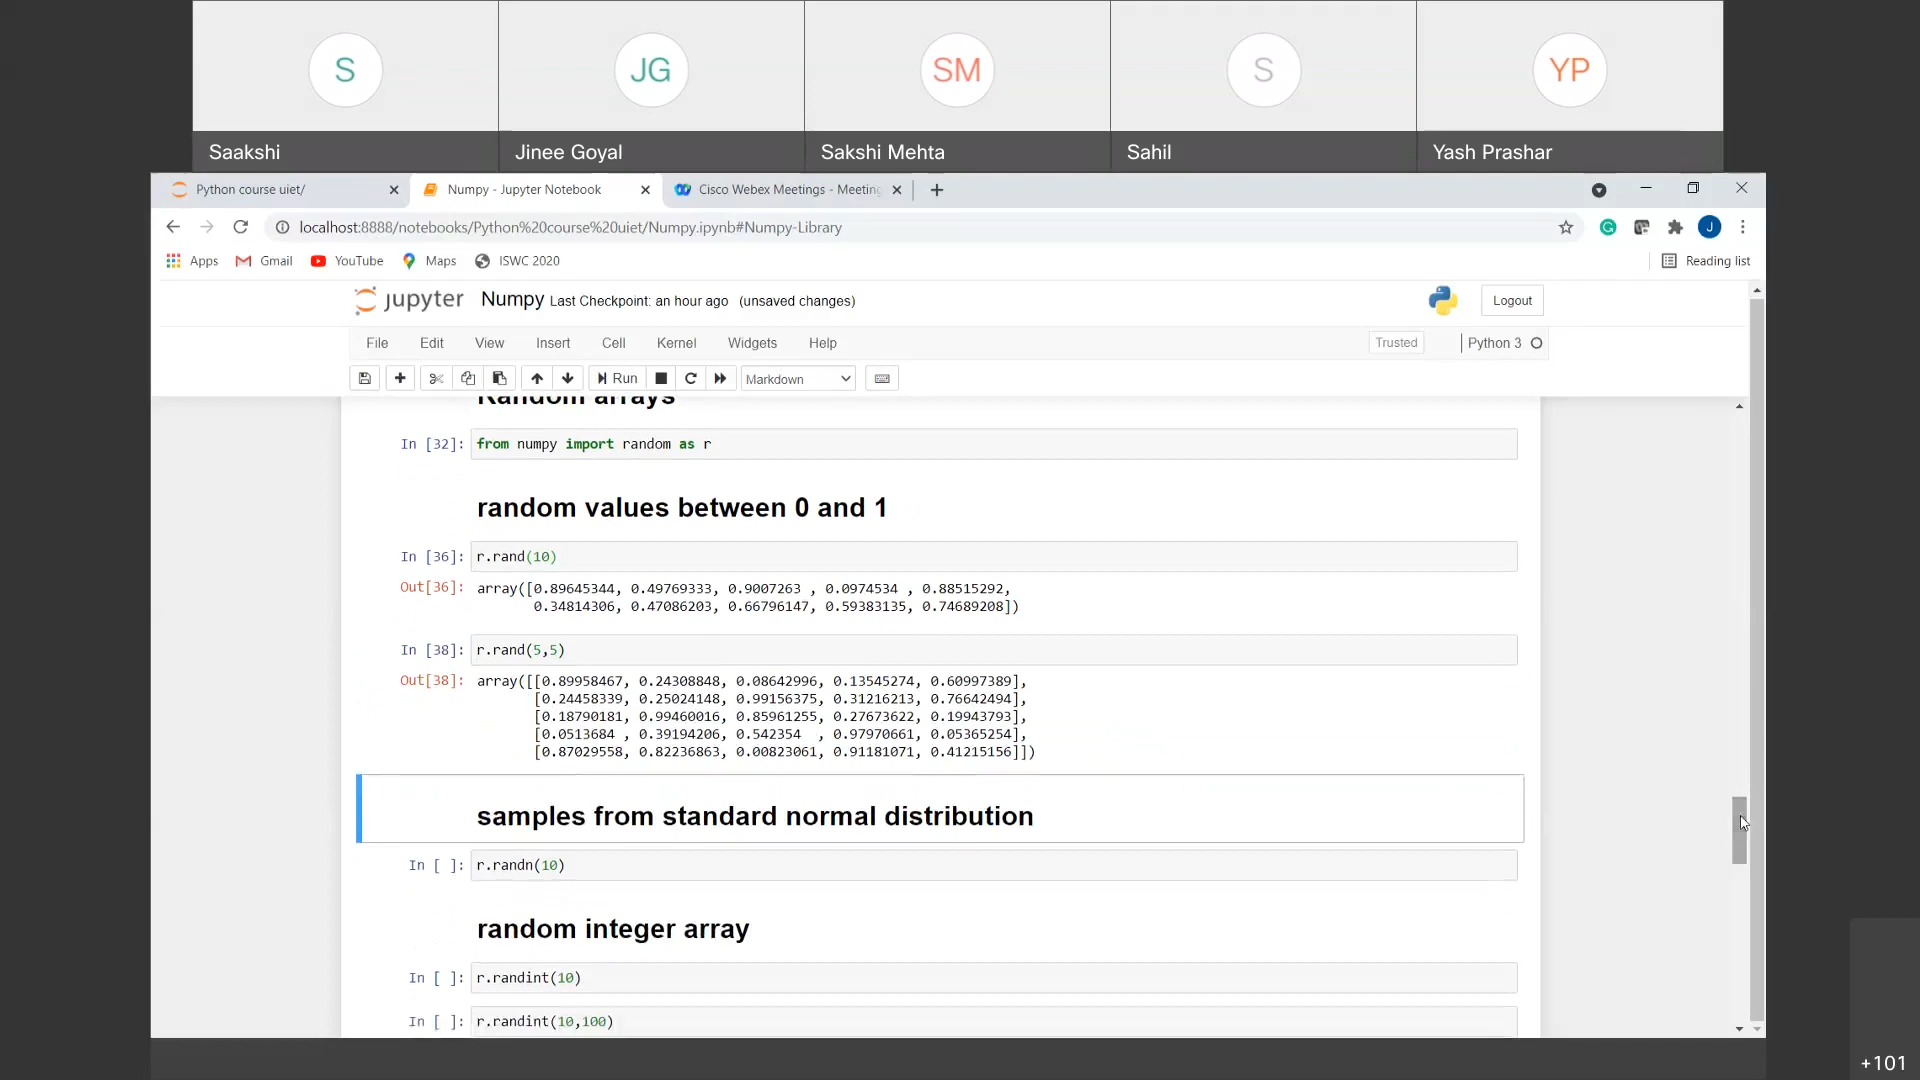 S
JG
SM
S
YP
Saakshi
Jinee Goyal
Sakshi Mehta
Sahil
Yash Prashar
Python course uiet/
Numpy - Jupyter Notebook
Cisco Webex Meetings - Meeting
localhost:8888/notebooks/Python%20course%20uiet/Numpy.ipynb#Numpy-Library
J
Apps
Gmail
YouTube
Maps
ISWC 2020
Reading list
jupyter
Numpy Last Checkpoint: an hour ago (unsaved changes)
Logout
File Edit View Insert Cell Kernel Widgets Help
Trusted
Python 3
Run
Markdown
Random arrays
In [32]: from numpy import random as r
random values between 0 and 1
In [36]: r.rand(10)
Out[36]: array([0.89645344, 0.49769333, 0.9007263 , 0.0974534 , 0.88515292,
0.34814306, 0.47086203, 0.66796147, 0.59383135, 0.74689208])
In [38]: r.rand(5,5)
Out[38]: array([[0.89958467, 0.24308848, 0.08642996, 0.13545274, 0.60997389],
[0.24458339, 0.25024148, 0.99156375, 0.31216213, 0.76642494],
[0.18790181, 0.99460016, 0.85961255, 0.27673622, 0.19943793],
[0.0513684 , 0.39194206, 0.542354  , 0.97970661, 0.05365254],
[0.87029558, 0.82236863, 0.00823061, 0.91181071, 0.41215156]])
samples from standard normal distribution
In [ ]: r.randn(10)
random integer array
In [ ]: r.randint(10)
In [ ]: r.randint(10,100)
+101